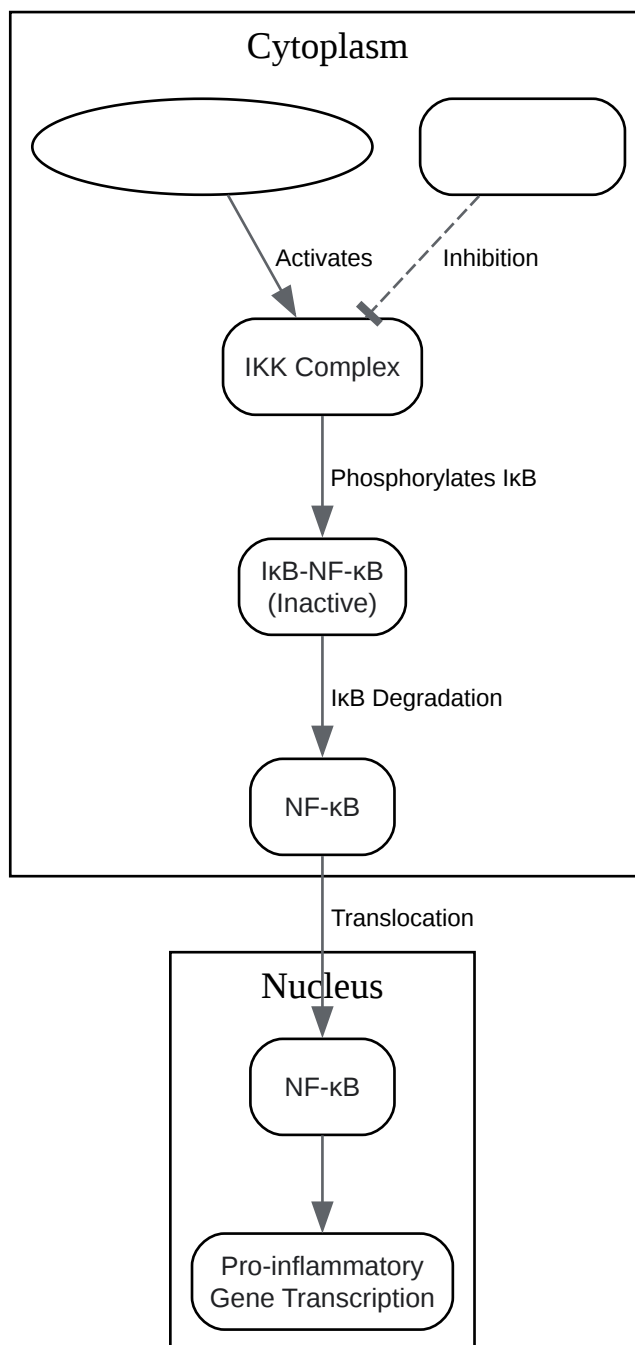 Cytoplasm
Activates
Inhibition
IKK Complex
Phosphorylates IκB
IκB-NF-κB
(Inactive)
IκB Degradation
NF-κB
Translocation
Nucleus
NF-κB
Pro-inflammatory
Gene Transcription